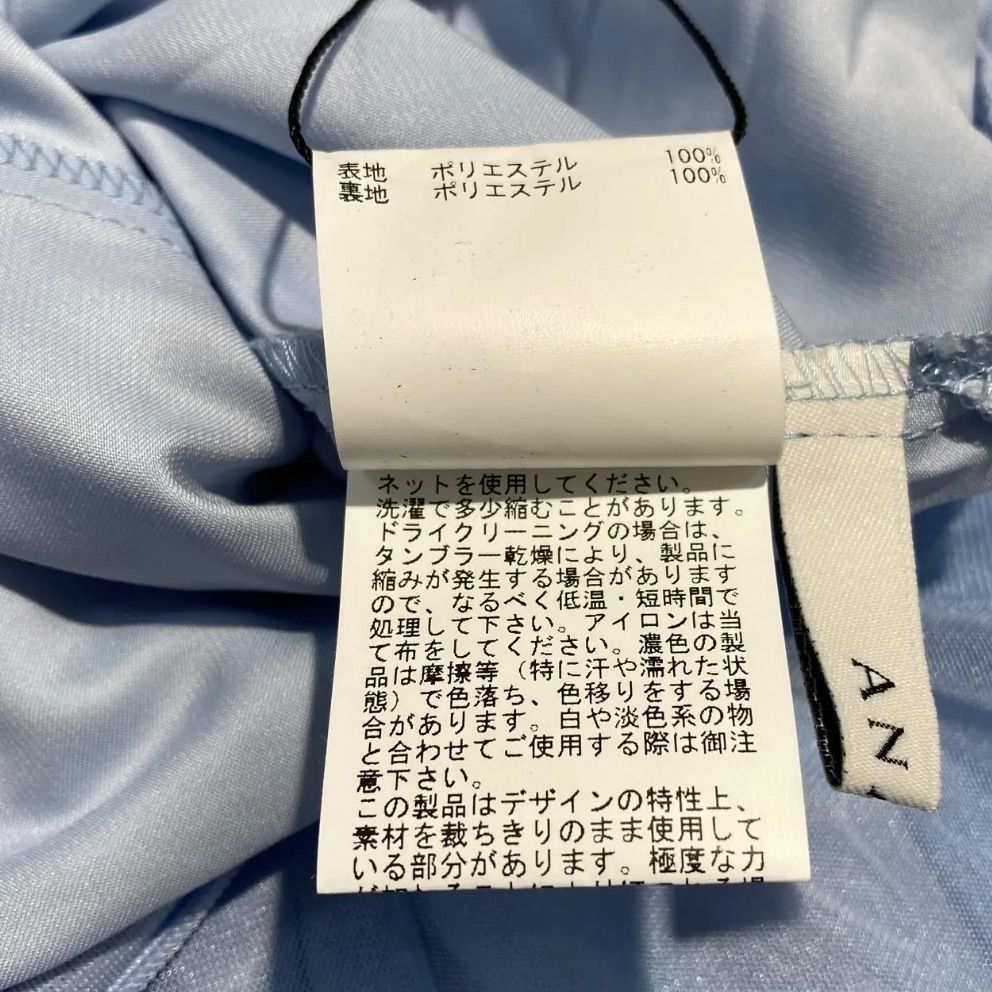 表地 ポリエステル 100%
裏地 ポリエステル 100%
ネットを使用してください。
洗濯で多少縮むことがあります。
ドライクリーニングの場合は、
タンブラー乾燥により、製品に
縮みが発生する場合があります
ので、なるべく低温・短時間で
処理して下さい。アイロンは当
て布をしてください。濃色の製
品は摩擦等（特に汗や濡れた状
態）で色落ち、色移りをする場
合があります。白や淡色系の物
と合わせてご使用する際は御注
意下さい。
この製品はデザインの特性上、
素材を裁ちきりのまま使用して
いる部分があります。極度な力
AN